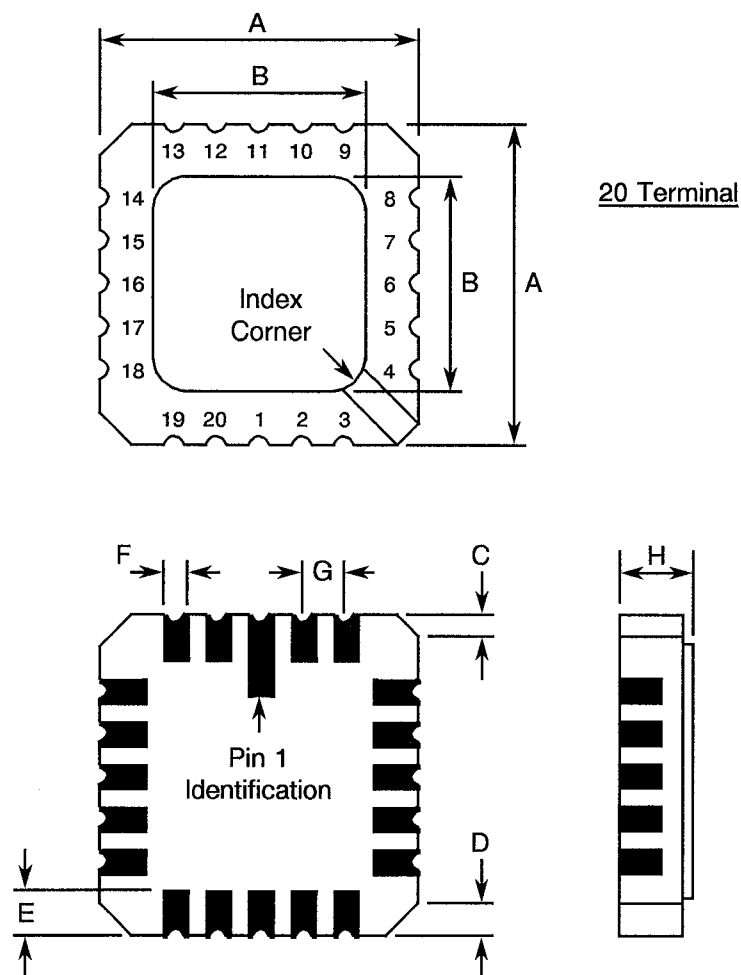 A
B
13 12 11 10 9
14 8
20 Terminal
15 7
16 6
B A
Index
Corner
17 5
18 4
19 20 1 2 3
F G C H
Pin 1
Identification
D
E